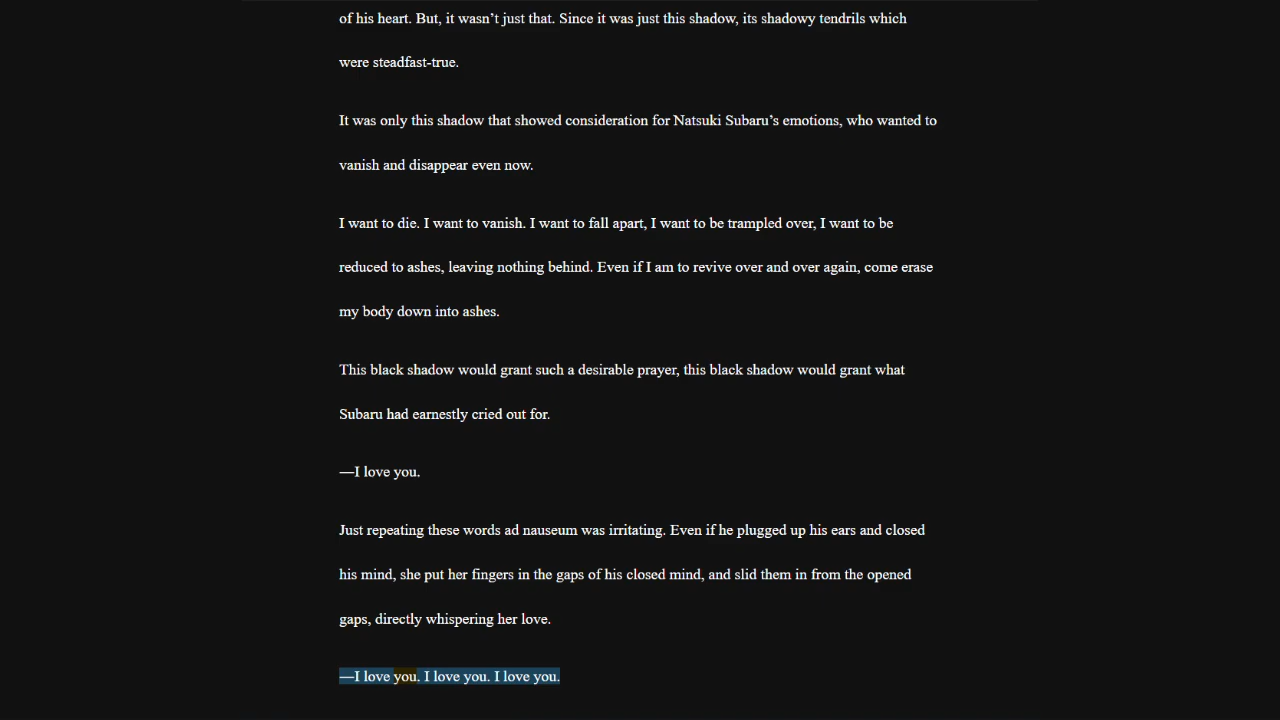 of his heart. But, it wasn’t just that. Since it was just this shadow, its shadowy tendrils which
were steadfast-true.
It was only this shadow that showed consideration for Natsuki Subaru’s emotions, who wanted to
vanish and disappear even now.
I want to die. I want to vanish. I want to fall apart, I want to be trampled over, I want to be
reduced to ashes, leaving nothing behind. Even if I am to revive over and over again, come erase
my body down into ashes.
This black shadow would grant such a desirable prayer, this black shadow would grant what
Subaru had earnestly cried out for.
—I love you.
Just repeating these words ad nauseum was irritating. Even if he plugged up his ears and closed
his mind, she put her fingers in the gaps of his closed mind, and slid them in from the opened
gaps, directly whispering her love.
—I love you. I love you. I love you.